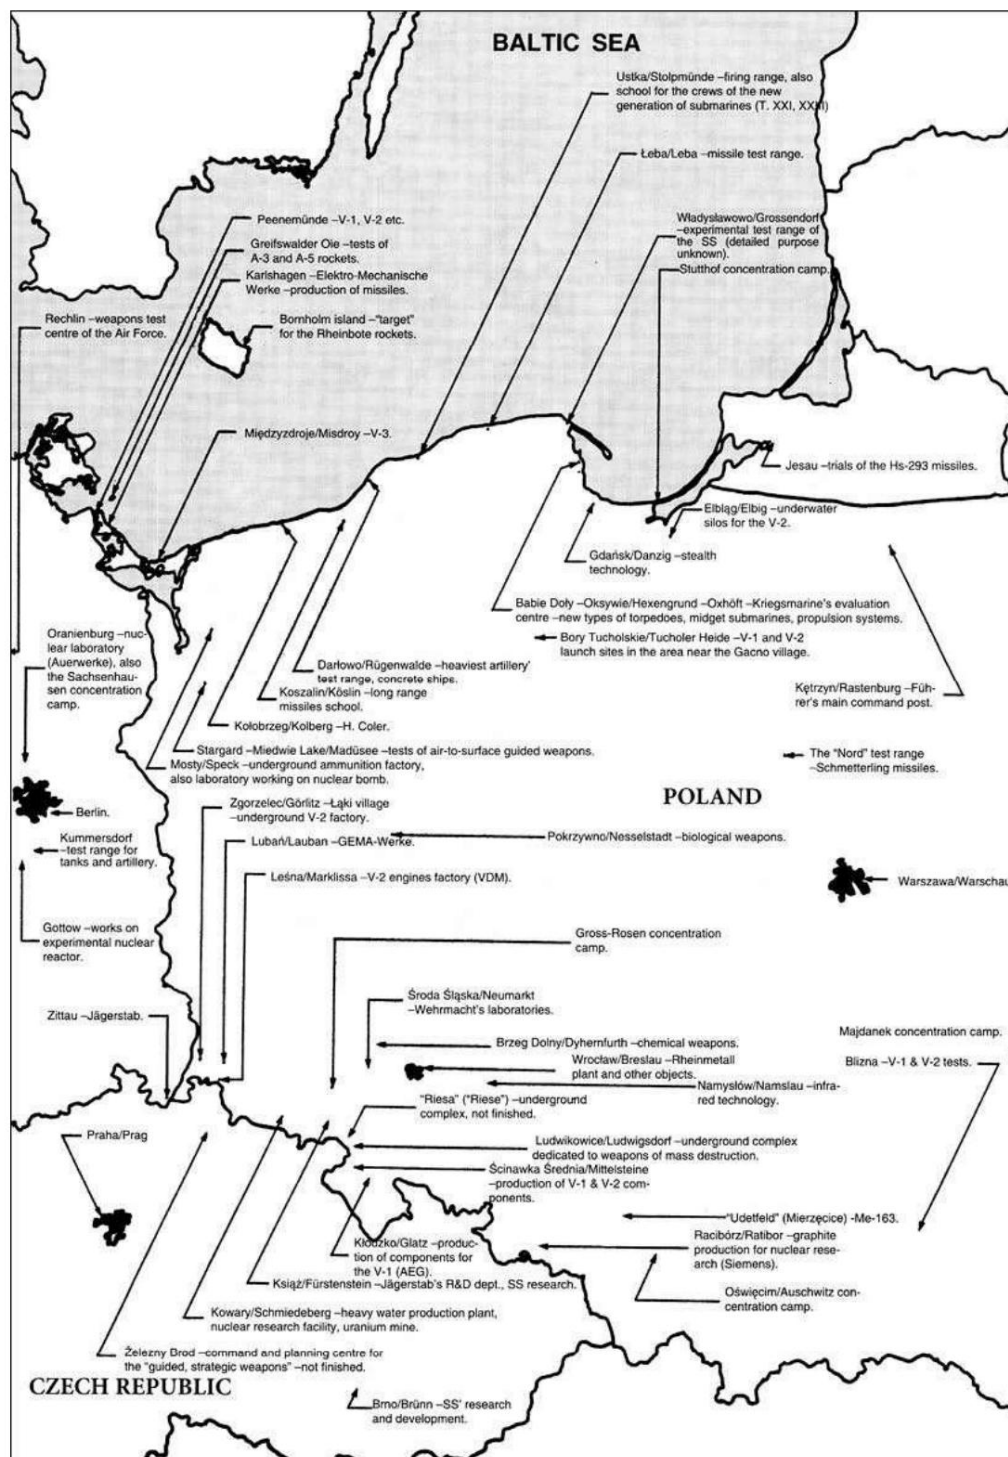 BALTIC SEA
Ustka/Stolpmünde –firing range, also
school for the crews of the new
generation of submarines (T. XXI, XXIII)
Łeba/Leba –missile test range.
Peenemünde –V-1, V-2 etc.
Władysławowo/Grossendorf
–experimental test range of
the SS (detailed purpose
unknown).
Greifswalder Oie –tests of
A-3 and A-5 rockets.
Stutthof concentration camp.
Karlshagen –Elektro-Mechanische
Werke –production of missiles.
Rechlin –weapons test
centre of the Air Force.
Bornholm island –"target"
for the Rheinbote rockets.
Międzyzdroje/Misdroy –V-3.
Jesau –trials of the Hs-293 missiles.
Elbląg/Elbig –underwater
silos for the V-2.
Gdańsk/Danzig –stealth
technology.
Babie Doły –Oksywie/Hexengrund –Oxhöft –Kriegsmarine's evaluation
centre –new types of torpedoes, midget submarines, propulsion systems.
Oranienburg –nuc-
lear laboratory
(Auerwerke), also
the Sachsenhau-
sen concentration
camp.
Bory Tucholskie/Tucholer Heide –V-1 and V-2
launch sites in the area near the Gacno village.
Darłowo/Rügenwalde –heaviest artillery'
test range, concrete ships.
Kętrzyn/Rastenburg –Füh-
rer's main command post.
Koszalin/Köslin –long range
missiles school.
Kołobrzeg/Kolberg –H. Coler.
Stargard –Miedwie Lake/Madüsee –tests of air-to-surface guided weapons.
Mosty/Speck –underground ammunition factory,
also laboratory working on nuclear bomb.
The "Nord" test range
–Schmetterling missiles.
POLAND
Zgorzelec/Görlitz –Łąki village
–underground V-2 factory.
Berlin.
Kummersdorf
–test range for
tanks and artillery.
Lubań/Lauban –GEMA-Werke.
Pokrzywno/Nesselstadt –biological weapons.
Leśna/Marklissa –V-2 engines factory (VDM).
Warszawa/Warschau
Gottow –works on
experimental nuclear
reactor.
Gross-Rosen concentration
camp.
Środa Śląska/Neumarkt
–Wehrmacht's laboratories.
Zittau –Jägerstab.
Majdanek concentration camp.
Brzeg Dolny/Dyhernfurth –chemical weapons.
Wrocław/Breslau –Rheinmetall
plant and other objects.
Blizna –V-1 & V-2 tests.
Namysłów/Namslau –infra-
red technology.
"Riesa" ("Riese") –underground
complex, not finished.
Praha/Prag
Ludwikowice/Ludwigsdorf –underground complex
dedicated to weapons of mass destruction.
Ścinawka Średnia/Mittelsteine
–production of V-1 & V-2 com-
ponents.
"Udetfeld" (Mierzęcice) -Me-163.
Racibórz/Ratibor –graphite
production for nuclear rese-
arch (Siemens).
Kłodzko/Glatz –produc-
tion of components for
the V-1 (AEG).
Książ/Fürstenstein –Jägerstab's R&D dept., SS research.
Oświęcim/Auschwitz con-
centration camp.
Kowary/Schmiedeberg –heavy water production plant,
nuclear research facility, uranium mine.
Železny Brod –command and planning centre for
the "guided, strategic weapons" –not finished.
CZECH REPUBLIC
Brno/Brünn –SS' research
and development.